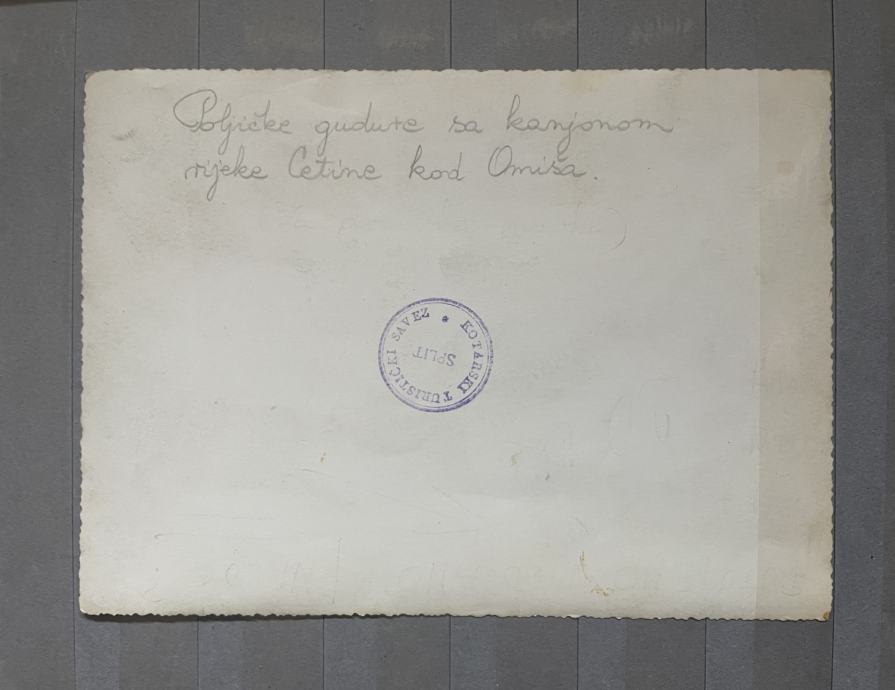 Poljičke gudure sa kanjonom
rijeke Cetine kod Omiša.
KOTARSKI TURISTIČKI SAVEZ *
SPLIT